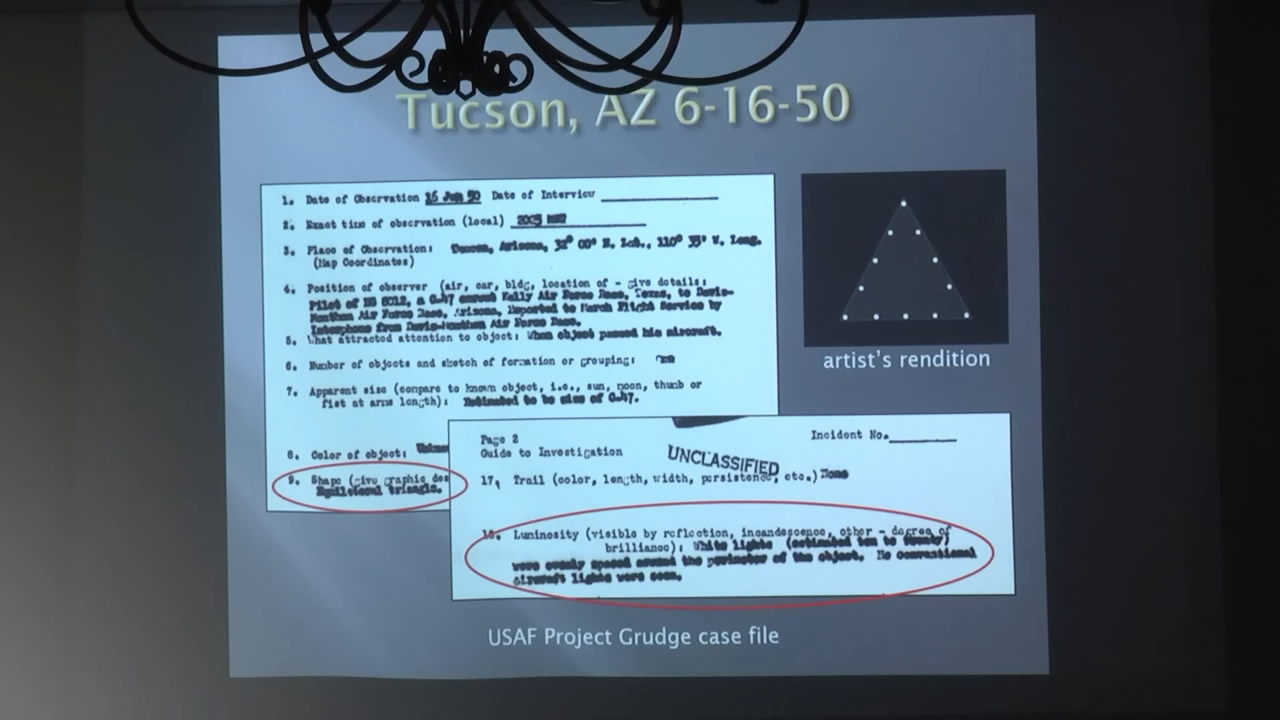 Tucson, AZ 6-16-50
1. Date of Observation 16 Jun 50 Date of Interview
2. Exact time of observation (local)
3. Place of Observation: Tucson, Arizona, 32° 00' N. Lat., 110° 35' W. Long.
(Map Coordinates)
4. Position of observer (air, car, bldg, location of - give details:
Pilot of 5012, a C-47 enroute Kelly Air Force Base, Texas, to Davis-
Monthan Air Force Base, Arizona, Reported to March Flight Service by
Interphone from Davis-Monthan Air Force Base.
5. What attracted attention to object: When object passed his aircraft.
6. Number of objects and sketch of formation or grouping: One
7. Apparent size (compare to known object, i.e., sun, moon, thumb or
fist at arms length): Estimated to be size of C-47.
8. Color of object:
9. Shape (give graphic des
Equilateral triangle.
artist's rendition
Page 2
Guide to Investigation
Incident No.
UNCLASSIFIED
17. Trail (color, length, width, persistence, etc.) None
18. Luminosity (visible by reflection, incandescence, other - degree of
brilliance): White lights (estimated ten to twenty)
were evenly spaced around the perimeter of the object. No conventional
aircraft lights were seen.
USAF Project Grudge case file